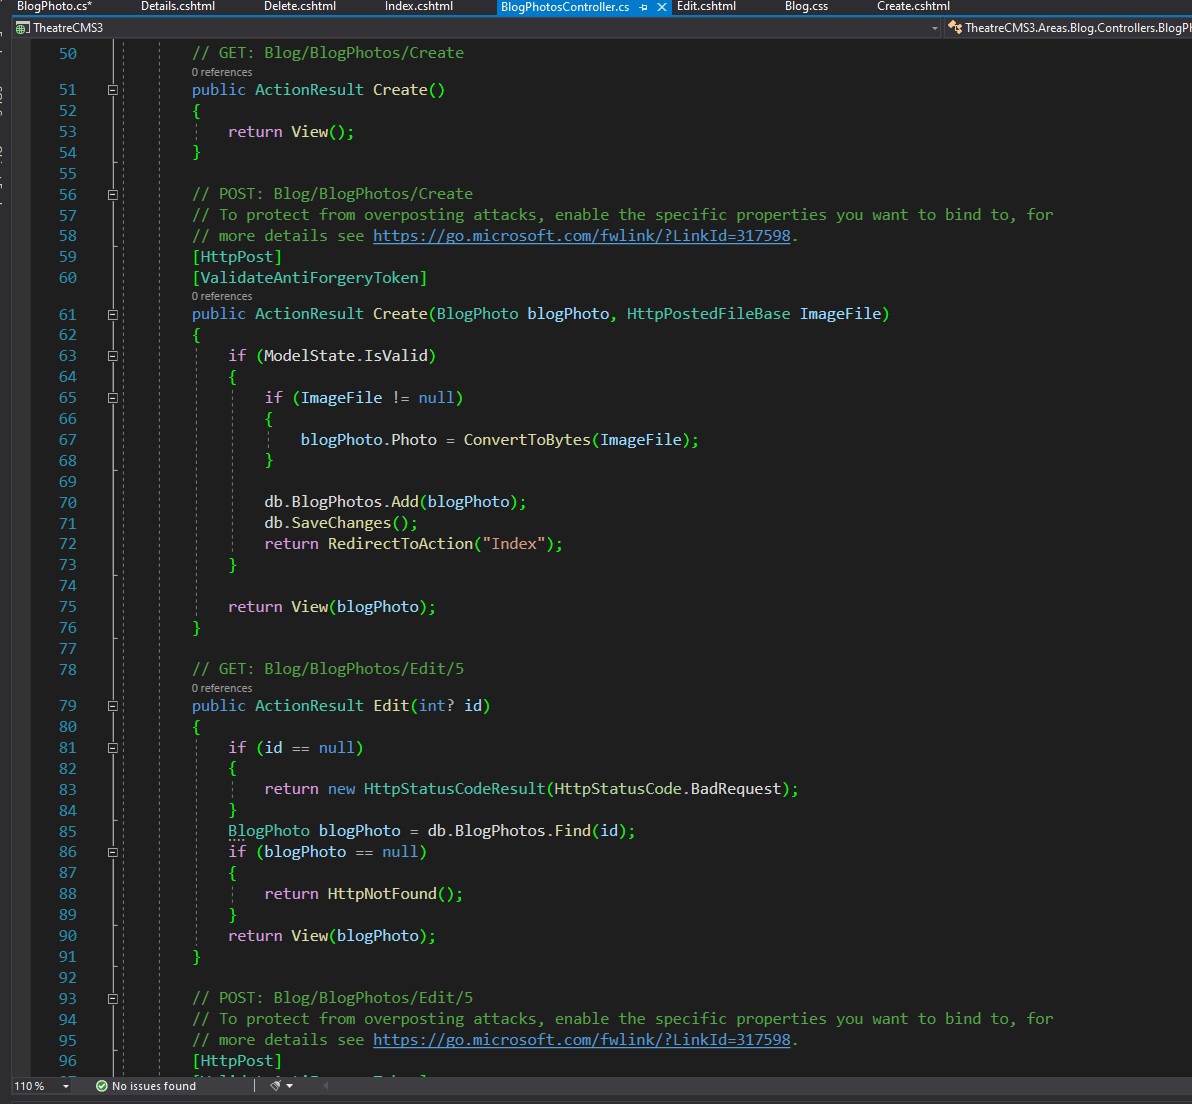 BlogPhoto.cs* Details.cshtml Delete.cshtml Index.cshtml BlogPhotosController.cs Edit.cshtml Blog.css Create.cshtml
TheatreCMS3 TheatreCMS3.Areas.Blog.Controllers.BlogPh
50 // GET: Blog/BlogPhotos/Create
0 references
51 public ActionResult Create()
52 {
53 return View();
54 }
55
56 // POST: Blog/BlogPhotos/Create
57 // To protect from overposting attacks, enable the specific properties you want to bind to, for
58 // more details see https://go.microsoft.com/fwlink/?LinkId=317598.
59 [HttpPost]
60 [ValidateAntiForgeryToken]
0 references
61 public ActionResult Create(BlogPhoto blogPhoto, HttpPostedFileBase ImageFile)
62 {
63 if (ModelState.IsValid)
64 {
65 if (ImageFile != null)
66 {
67 blogPhoto.Photo = ConvertToBytes(ImageFile);
68 }
69
70 db.BlogPhotos.Add(blogPhoto);
71 db.SaveChanges();
72 return RedirectToAction("Index");
73 }
74
75 return View(blogPhoto);
76 }
77
78 // GET: Blog/BlogPhotos/Edit/5
0 references
79 public ActionResult Edit(int? id)
80 {
81 if (id == null)
82 {
83 return new HttpStatusCodeResult(HttpStatusCode.BadRequest);
84 }
85 BlogPhoto blogPhoto = db.BlogPhotos.Find(id);
86 if (blogPhoto == null)
87 {
88 return HttpNotFound();
89 }
90 return View(blogPhoto);
91 }
92
93 // POST: Blog/BlogPhotos/Edit/5
94 // To protect from overposting attacks, enable the specific properties you want to bind to, for
95 // more details see https://go.microsoft.com/fwlink/?LinkId=317598.
96 [HttpPost]
110 % No issues found